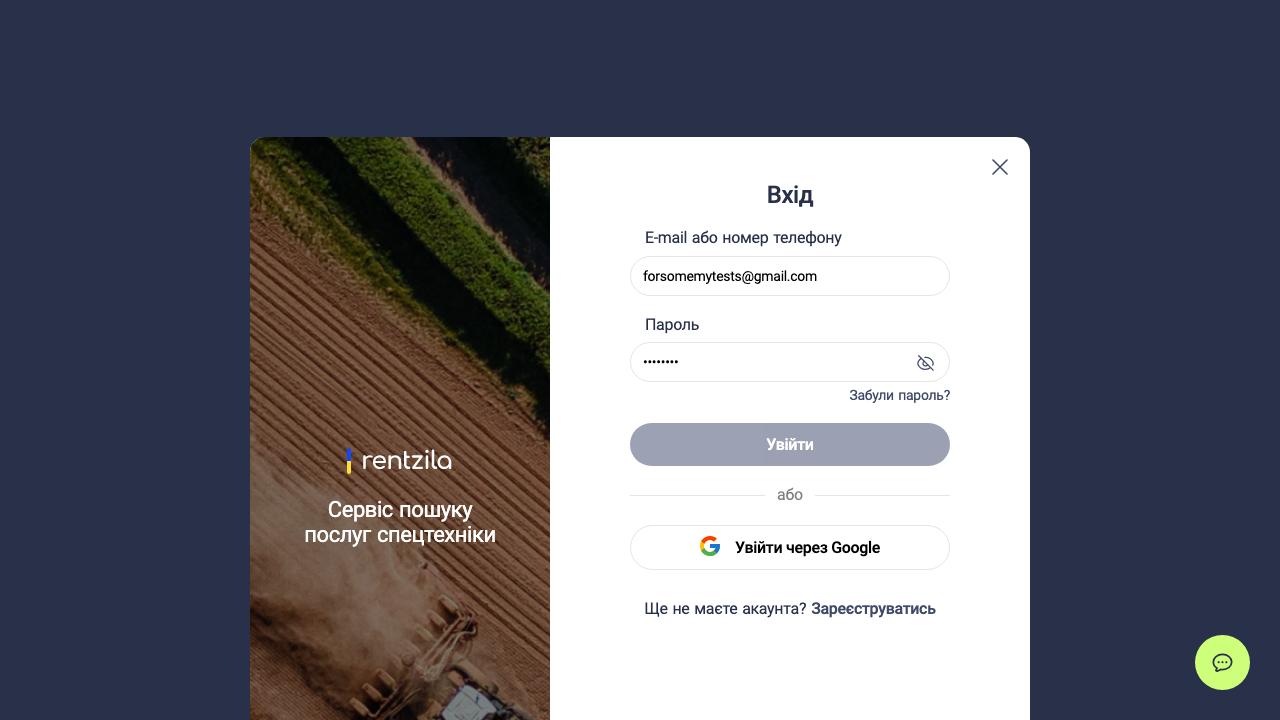 rentzila
Сервіс пошуку
послуг спецтехніки
Вхід
E-mail або номер телефону
forsomemytests@gmail.com
Пароль
••••••••
Забули пароль?
Увійти
або
Увійти через Google
Ще не маєте акаунта? Зареєструватись